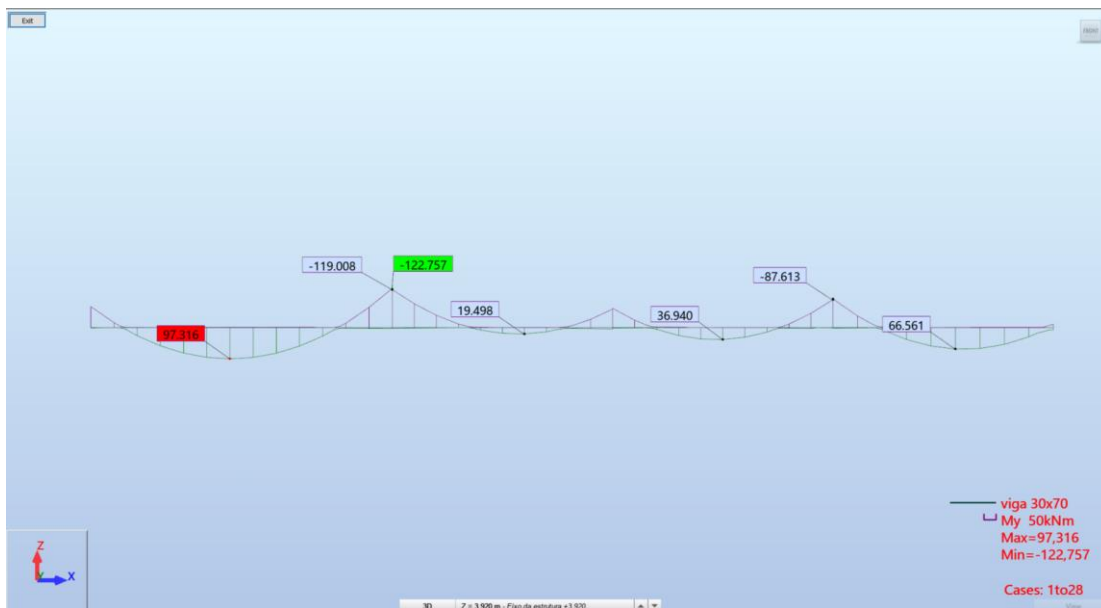 Exit
-119.008
-122.757
-87.613
19.498
36.940
97.316
66.561
viga 30x70
My 50kNm
Max=97,316
Min=-122,757
Cases: 1to28
Z
X
3D
Z = 3.920 m - Eixo da estrutura +3.920
View